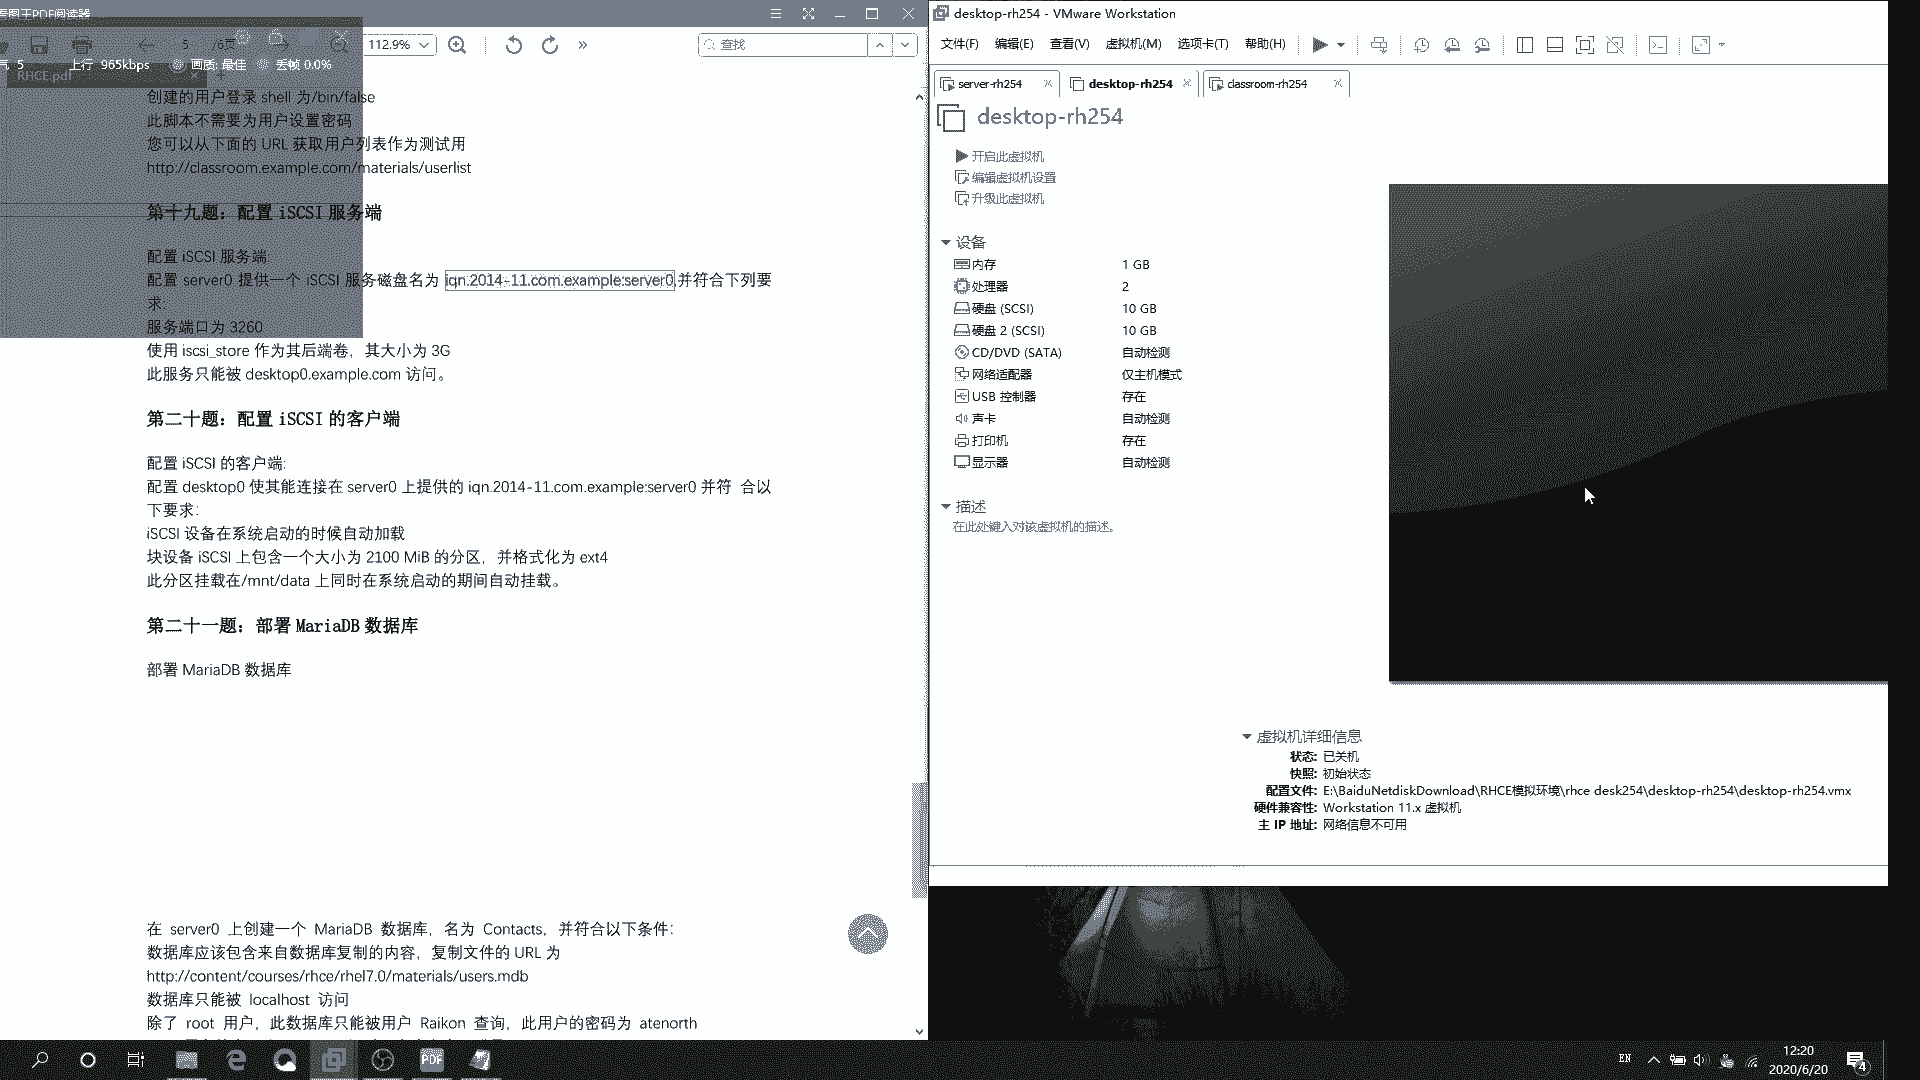 看图王PDF阅读器
5
/6页
112.9%
查找
5
上行 965kbps
画质: 最佳
丢帧 0.0%
RHCE.pdf
创建的用户登录 shell 为/bin/false
此脚本不需要为用户设置密码
您可以从下面的 URL 获取用户列表作为测试用
http://classroom.example.com/materials/userlist
第十九题：配置 iSCSI 服务端
配置 iSCSI 服务端:
配置 server0 提供一个 iSCSI 服务磁盘名为 iqn.2014-11.com.example:server0,并符合下列要
求:
服务端口为 3260
使用 iscsi_store 作为其后端卷，其大小为 3G
此服务只能被 desktop0.example.com 访问。
第二十题：配置 iSCSI 的客户端
配置 iSCSI 的客户端:
配置 desktop0 使其能连接在 server0 上提供的 iqn.2014-11.com.example:server0 并符 合以
下要求:
iSCSI 设备在系统启动的时候自动加载
块设备 iSCSI 上包含一个大小为 2100 MiB 的分区，并格式化为 ext4
此分区挂载在/mnt/data 上同时在系统启动的期间自动挂载。
第二十一题：部署 MariaDB 数据库
部署 MariaDB 数据库
在 server0 上创建一个 MariaDB 数据库，名为 Contacts，并符合以下条件:
数据库应该包含来自数据库复制的内容，复制文件的 URL 为
http://content/courses/rhce/rhel7.0/materials/users.mdb
数据库只能被 localhost 访问
除了 root 用户，此数据库只能被用户 Raikon 查询，此用户的密码为 atenorth
desktop-rh254 - VMware Workstation
文件(F) 编辑(E) 查看(V) 虚拟机(M) 选项卡(T) 帮助(H)
server-rh254
desktop-rh254
classroom-rh254
desktop-rh254
开启此虚拟机
编辑虚拟机设置
升级此虚拟机
设备
内存 1 GB
处理器 2
硬盘 (SCSI) 10 GB
硬盘 2 (SCSI) 10 GB
CD/DVD (SATA) 自动检测
网络适配器 仅主机模式
USB 控制器 存在
声卡 自动检测
打印机 存在
显示器 自动检测
描述
在此处键入对该虚拟机的描述。
虚拟机详细信息
状态: 已关机
快照: 初始状态
配置文件: E:\BaiduNetdiskDownload\RHCE模拟环境\rhce desk254\desktop-rh254\desktop-rh254.vmx
硬件兼容性: Workstation 11.x 虚拟机
主 IP 地址: 网络信息不可用
PDF
EN
12:20
2020/6/20
4